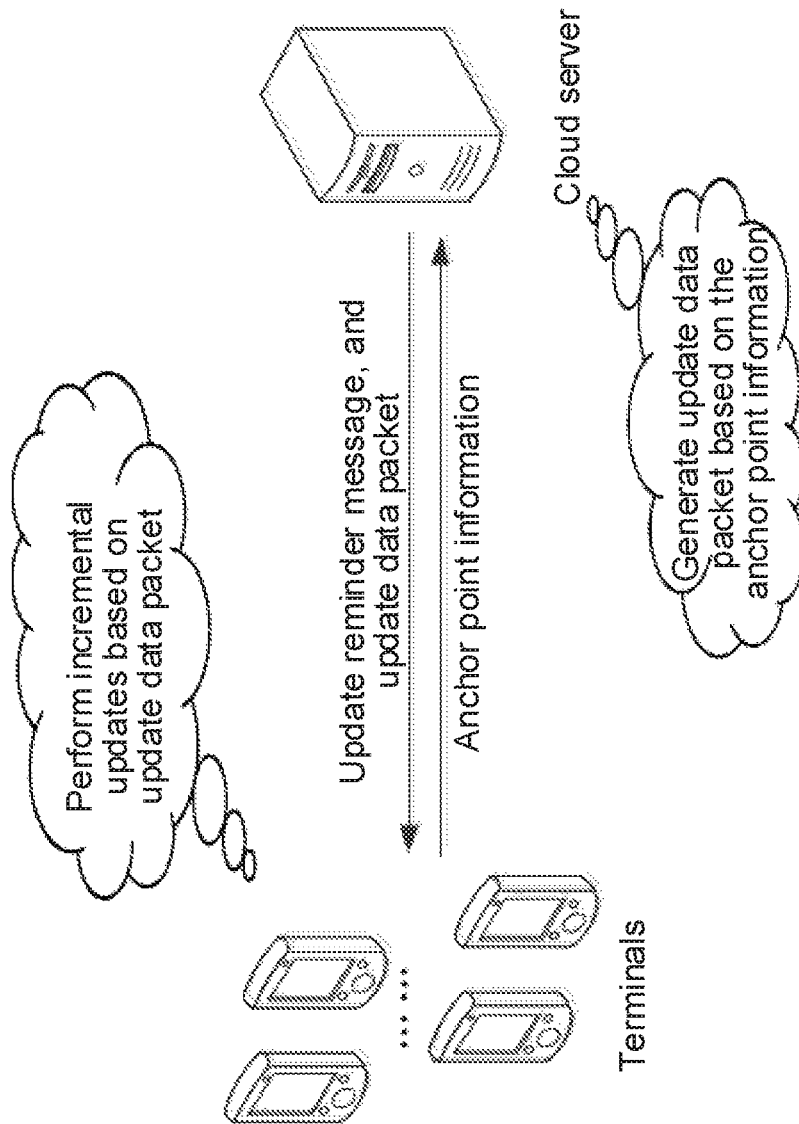 Perform incremental
updates based on
update data packet
Update reminder message, and
update data packet
Anchor point information
Terminals
Cloud server
Generate update data
packet based on the
anchor point information